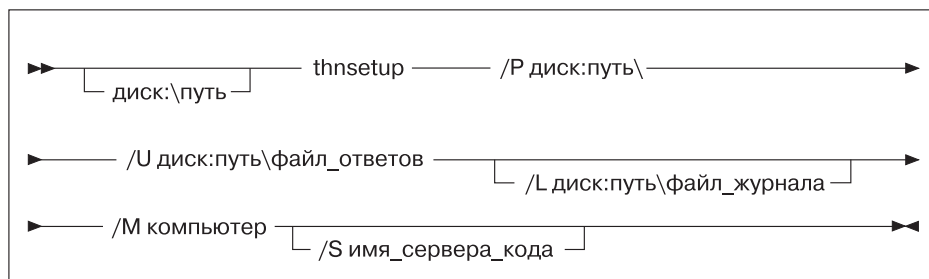 thnsetup /P диск:путь\
диск:\путь
/U диск:путь\файл_ответов
/L диск:путь\файл_журнала
/M компьютер
/S имя_сервера_кода